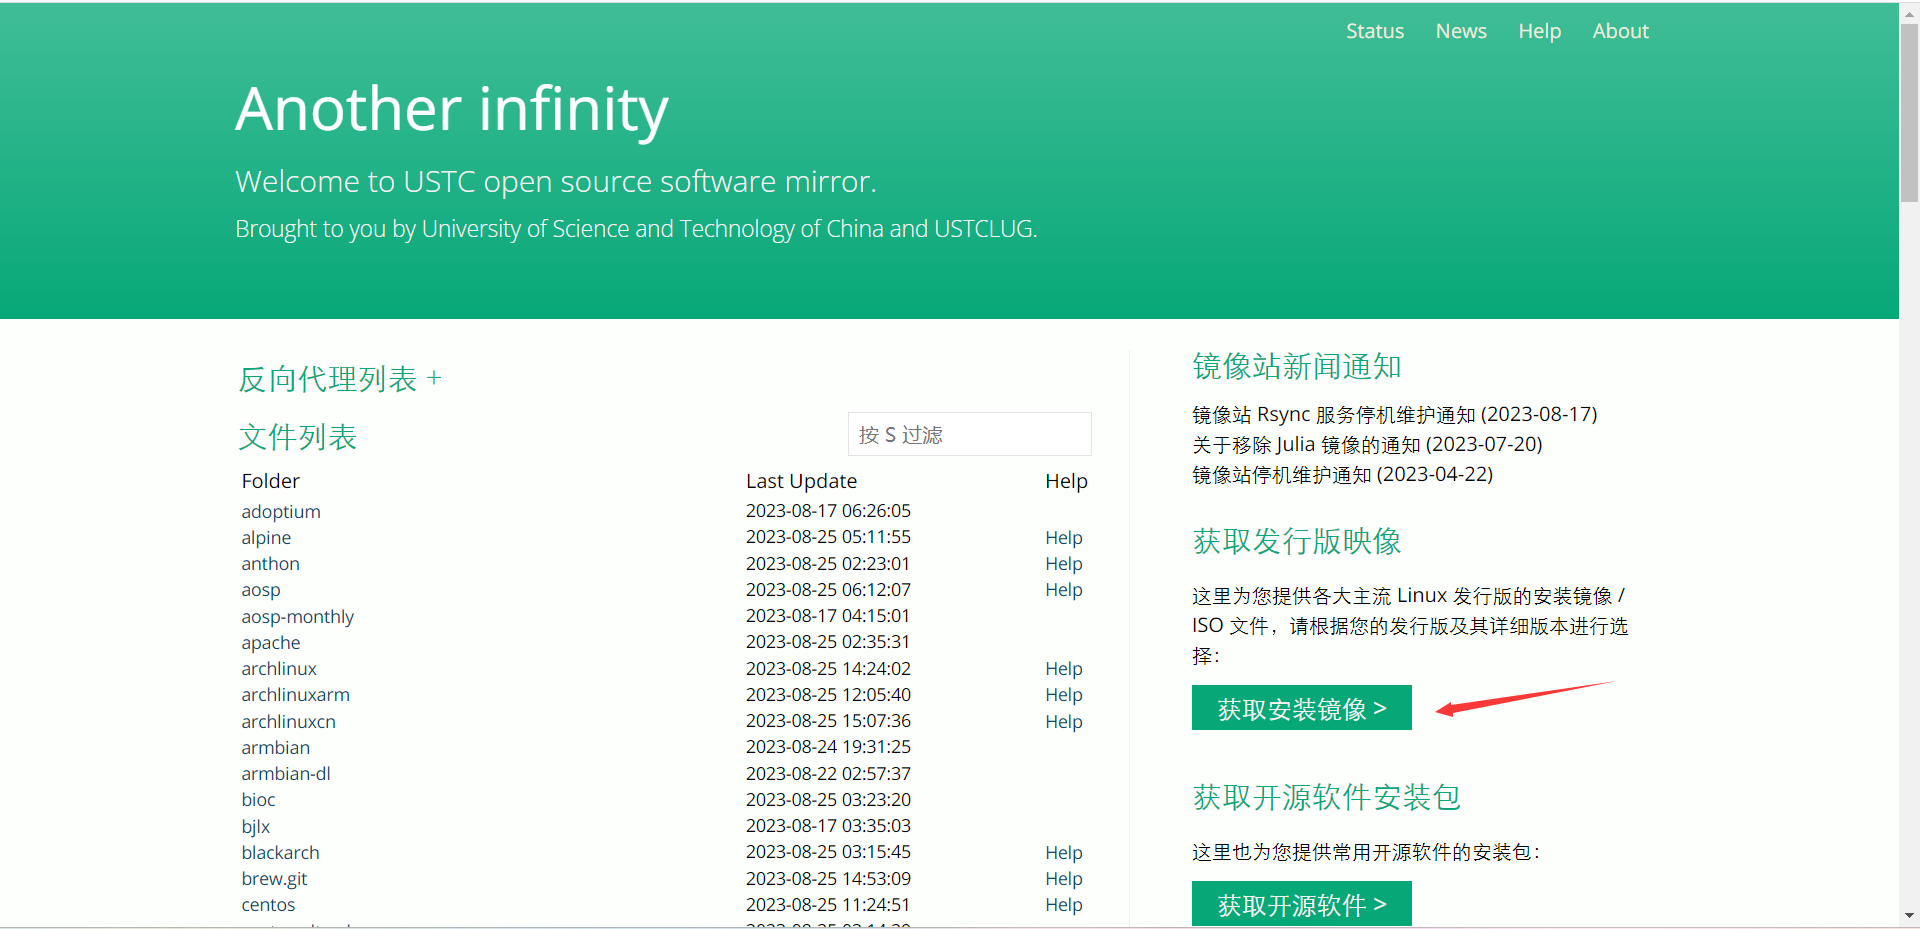 Status News Help About
Another infinity
Welcome to USTC open source software mirror.
Brought to you by University of Science and Technology of China and USTCLUG.
反向代理列表 +
文件列表
按 S 过滤
Folder Last Update Help
adoptium 2023-08-17 06:26:05
alpine 2023-08-25 05:11:55 Help
anthon 2023-08-25 02:23:01 Help
aosp 2023-08-25 06:12:07 Help
aosp-monthly 2023-08-17 04:15:01
apache 2023-08-25 02:35:31
archlinux 2023-08-25 14:24:02 Help
archlinuxarm 2023-08-25 12:05:40 Help
archlinuxcn 2023-08-25 15:07:36 Help
armbian 2023-08-24 19:31:25
armbian-dl 2023-08-22 02:57:37
bioc 2023-08-25 03:23:20
bjlx 2023-08-17 03:35:03
blackarch 2023-08-25 03:15:45 Help
brew.git 2023-08-25 14:53:09 Help
centos 2023-08-25 11:24:51 Help
镜像站新闻通知
镜像站 Rsync 服务停机维护通知 (2023-08-17)
关于移除 Julia 镜像的通知 (2023-07-20)
镜像站停机维护通知 (2023-04-22)
获取发行版映像
这里为您提供各大主流 Linux 发行版的安装镜像 /
ISO 文件，请根据您的发行版及其详细版本进行选
择：
获取安装镜像 >
获取开源软件安装包
这里也为您提供常用开源软件的安装包：
获取开源软件 >